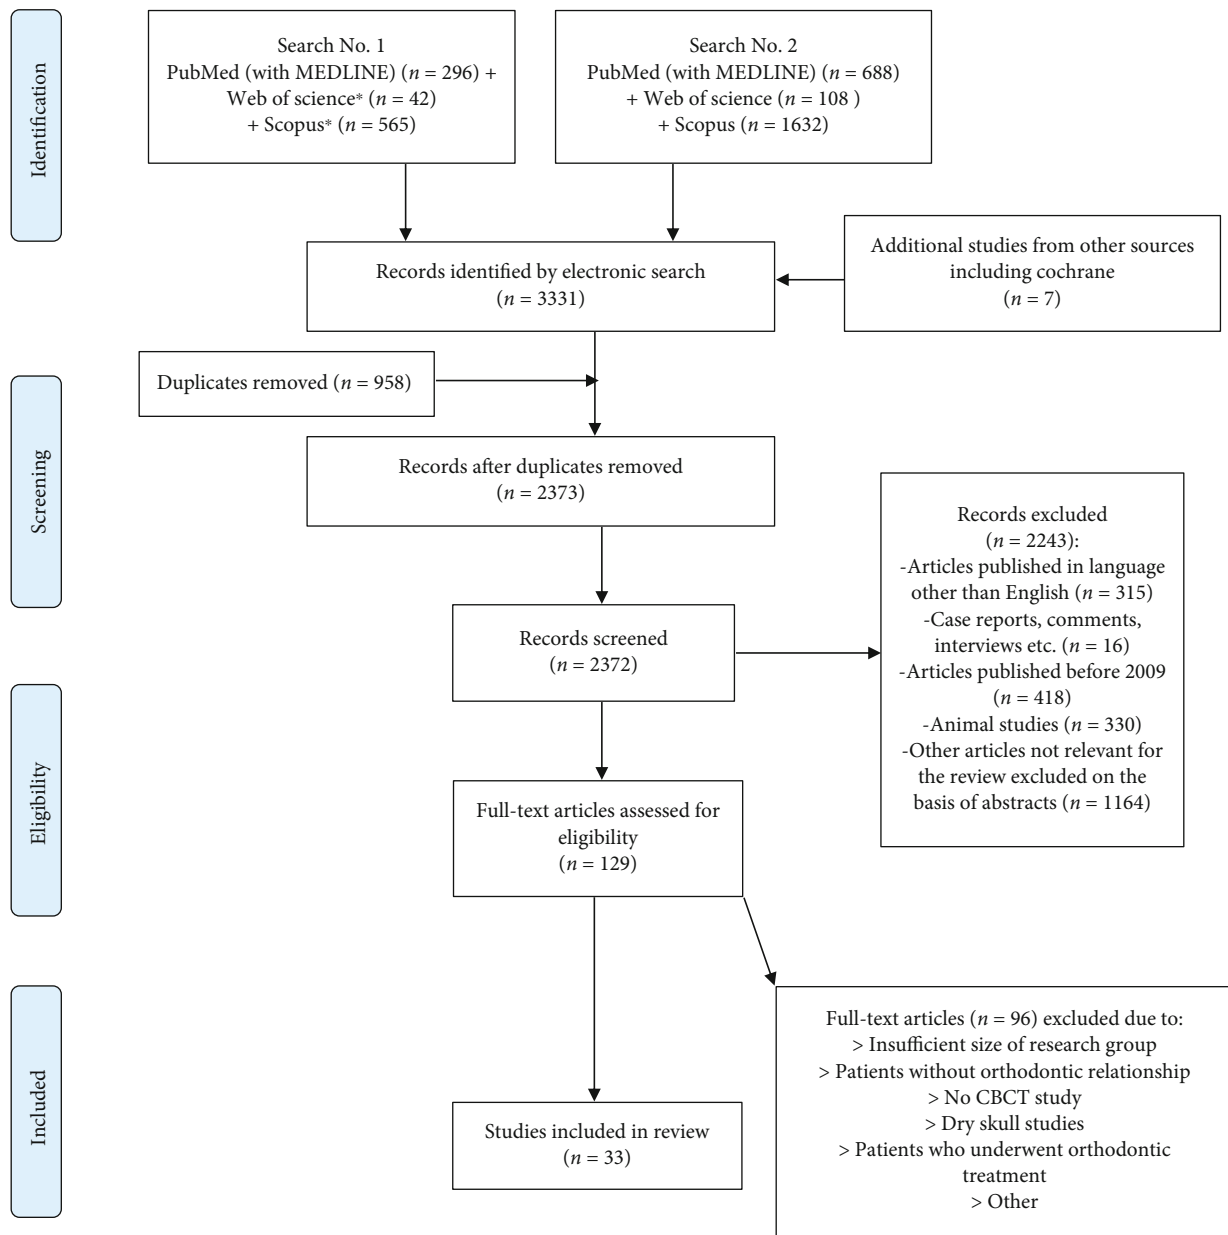 Identification
Search No. 1
PubMed (with MEDLINE) (n = 296) +
Web of science* (n = 42)
+ Scopus* (n = 565)
Search No. 2
PubMed (with MEDLINE) (n = 688)
+ Web of science (n = 108 )
+ Scopus (n = 1632)
Records identified by electronic search
(n = 3331)
Additional studies from other sources
including cochrane
(n = 7)
Duplicates removed (n = 958)
Screening
Records after duplicates removed
(n = 2373)
Records screened
(n = 2372)
Records excluded
(n = 2243):
-Articles published in language
other than English (n = 315)
-Case reports, comments,
interviews etc. (n = 16)
-Articles published before 2009
(n = 418)
-Animal studies (n = 330)
-Other articles not relevant for
the review excluded on the
basis of abstracts (n = 1164)
Eligibility
Full-text articles assessed for
eligibility
(n = 129)
Included
Studies included in review
(n = 33)
Full-text articles (n = 96) excluded due to:
> Insufficient size of research group
> Patients without orthodontic relationship
> No CBCT study
> Dry skull studies
> Patients who underwent orthodontic
treatment
> Other